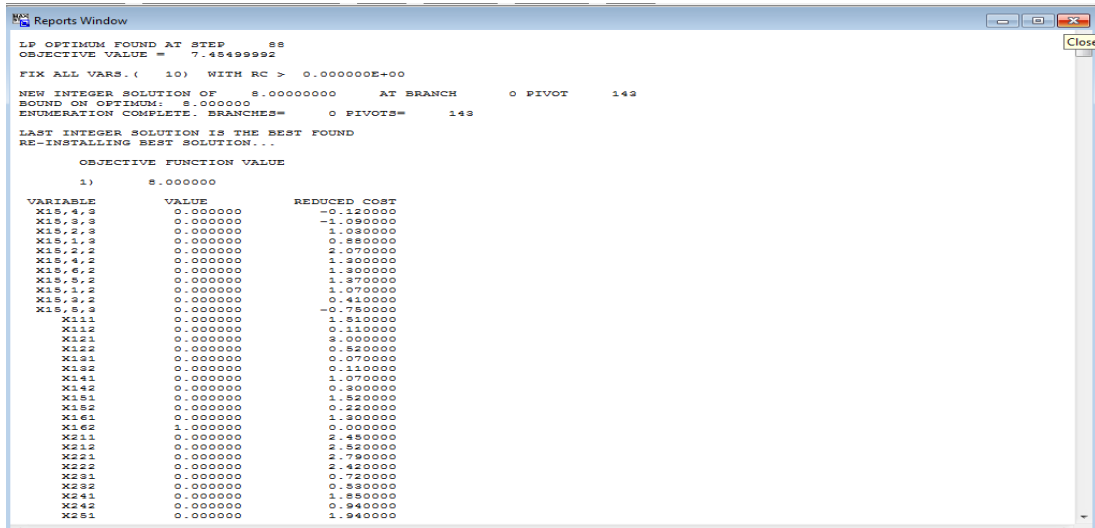 Reports Window
Close
LP OPTIMUM FOUND AT STEP 88
OBJECTIVE VALUE = 7.45499992
FIX ALL VARS.( 10) WITH RC > 0.000000E+00
NEW INTEGER SOLUTION OF 8.00000000 AT BRANCH 0 PIVOT 143
BOUND ON OPTIMUM: 8.000000
ENUMERATION COMPLETE. BRANCHES= 0 PIVOTS= 143
LAST INTEGER SOLUTION IS THE BEST FOUND
RE-INSTALLING BEST SOLUTION...
OBJECTIVE FUNCTION VALUE
1) 8.000000
VARIABLE VALUE REDUCED COST
X15,4,3 0.000000 -0.120000
X15,3,3 0.000000 -1.090000
X15,2,3 0.000000 1.030000
X15,1,3 0.000000 0.880000
X15,2,2 0.000000 2.070000
X15,4,2 0.000000 1.300000
X15,6,2 0.000000 1.300000
X15,5,2 0.000000 1.370000
X15,1,2 0.000000 1.070000
X15,3,2 0.000000 0.410000
X15,5,3 0.000000 -0.750000
X111 0.000000 1.510000
X112 0.000000 0.110000
X121 0.000000 3.000000
X122 0.000000 0.520000
X131 0.000000 0.070000
X132 0.000000 0.110000
X141 0.000000 1.070000
X142 0.000000 0.300000
X151 0.000000 1.520000
X152 0.000000 0.220000
X161 0.000000 1.300000
X162 1.000000 0.000000
X211 0.000000 2.450000
X212 0.000000 2.520000
X221 0.000000 2.790000
X222 0.000000 2.420000
X231 0.000000 0.720000
X232 0.000000 0.530000
X241 0.000000 1.850000
X242 0.000000 0.940000
X251 0.000000 1.940000